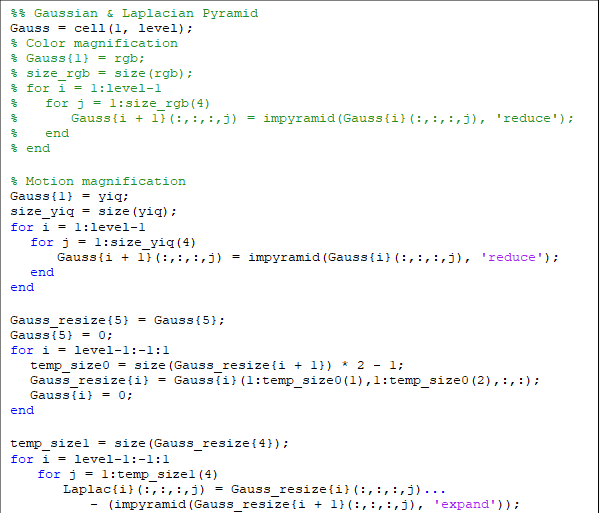 %% Gaussian & Laplacian Pyramid
Gauss = cell(1, level);
% Color magnification
% Gauss{1} = rgb;
% size_rgb = size(rgb);
% for i = 1:level-1
%   for j = 1:size_rgb(4)
%       Gauss{i + 1}(:,:,:,j) = impyramid(Gauss{i}(:,:,:,j), 'reduce');
%   end
% end

% Motion magnification
Gauss{1} = yiq;
size_yiq = size(yiq);
for i = 1:level-1
  for j = 1:size_yiq(4)
      Gauss{i + 1}(:,:,:,j) = impyramid(Gauss{i}(:,:,:,j), 'reduce');
  end
end

Gauss_resize{5} = Gauss{5};
Gauss{5} = 0;
for i = level-1:-1:1
  temp_size0 = size(Gauss_resize{i + 1}) * 2 - 1;
  Gauss_resize{i} = Gauss{i}(1:temp_size0(1),1:temp_size0(2),:,:);
  Gauss{i} = 0;
end

temp_size1 = size(Gauss_resize{4});
for i = level-1:-1:1
   for j = 1:temp_size1(4)
      Laplac{i}(:,:,:,j) = Gauss_resize{i}(:,:,:,j)...
         - (impyramid(Gauss_resize{i + 1}(:,:,:,j), 'expand'));